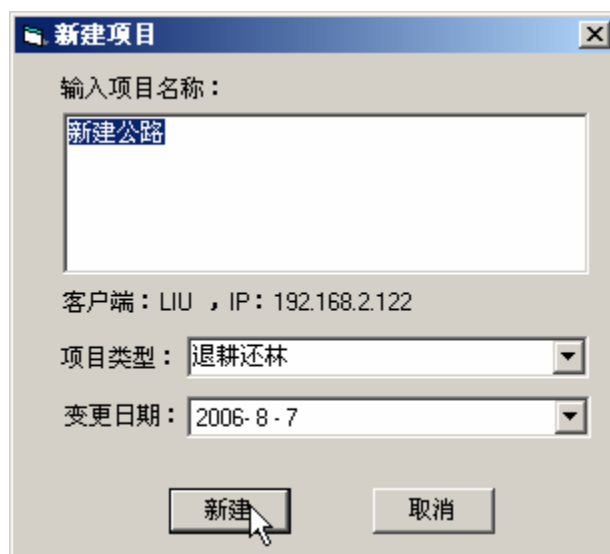 新建项目
输入项目名称：
新建公路
客户端：LIU ，IP：192.168.2.122
项目类型：退耕还林
变更日期：2006- 8 - 7
新建 取消